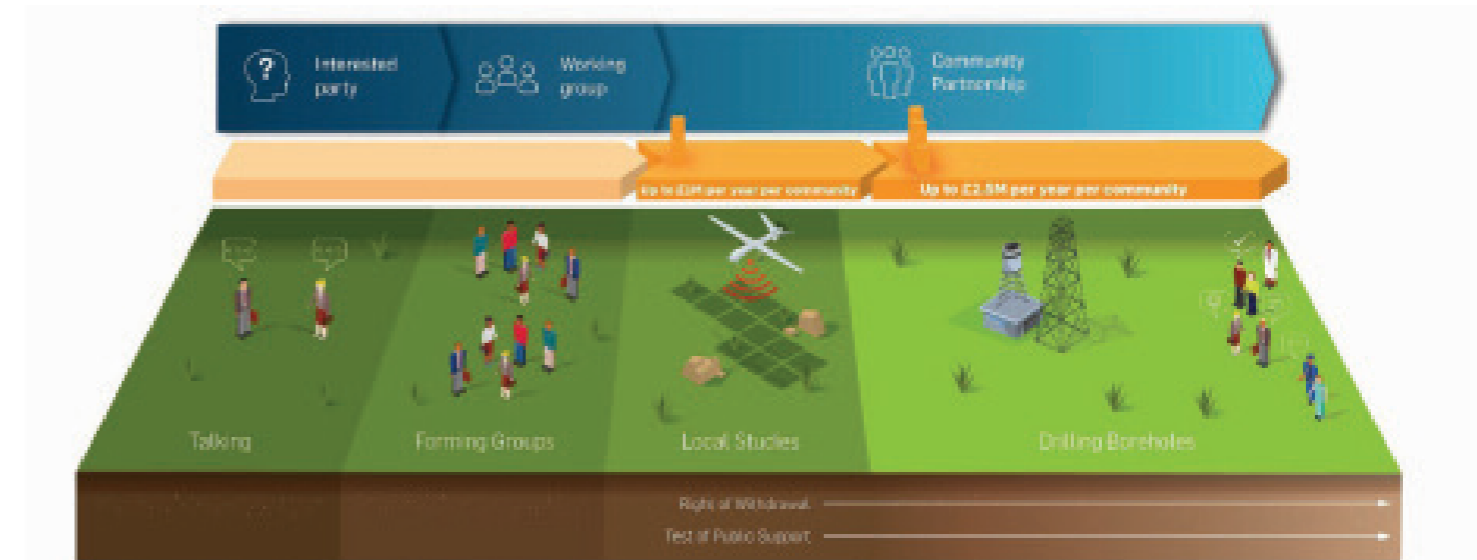 ?
Interested
party
Working
group
Community
Partnership
Up to £1M per year per community
Up to £2.5M per year per community
Talking
Forming Groups
Local Studies
Drilling Boreholes
Right of Withdrawal
Test of Public Support